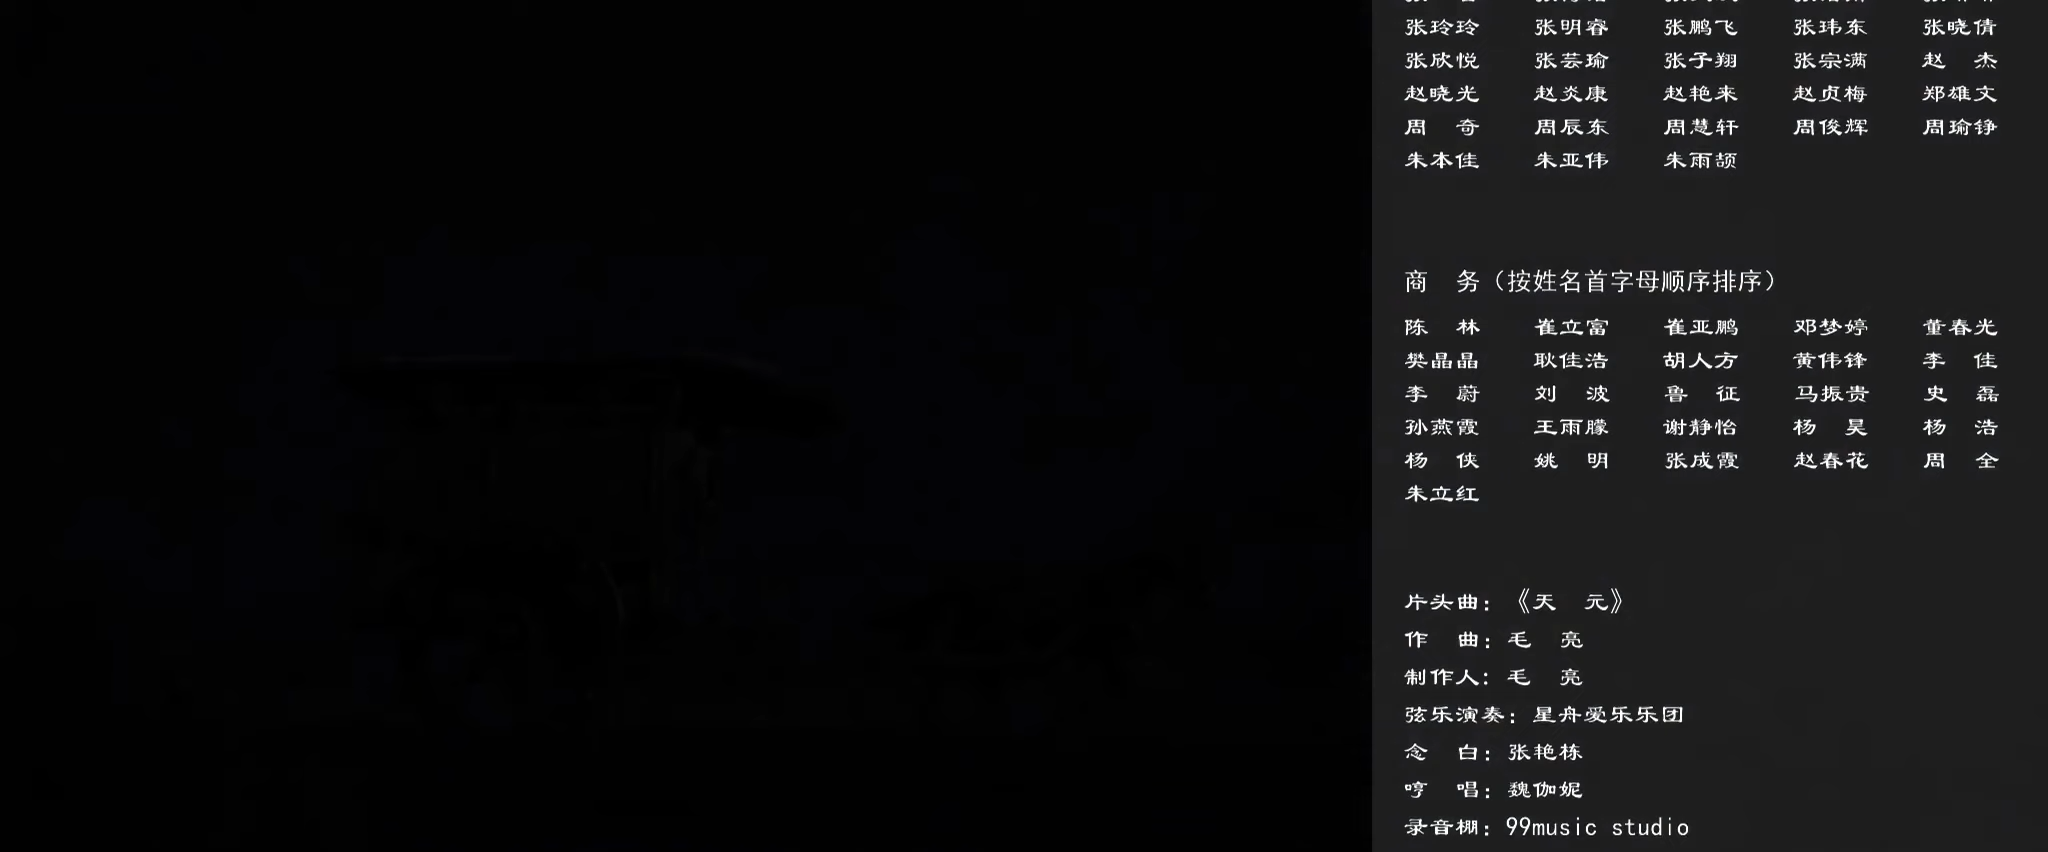 张玲玲 张明睿 张鹏飞 张玮东 张晓倩
张欣悦 张芸瑜 张子翔 张宗满 赵 杰
赵晓光 赵炎康 赵艳来 赵贞梅 郑雄文
周 奇 周辰东 周慧轩 周俊辉 周瑜铮
朱本佳 朱亚伟 朱雨颉
商 务（按姓名首字母顺序排序）
陈 林 崔立富 崔亚鹏 邓梦婷 董春光
樊晶晶 耿佳浩 胡人方 黄伟锋 李 佳
李 蔚 刘 波 鲁 征 马振贵 史 磊
孙燕霞 王雨朦 谢静怡 杨 昊 杨 浩
杨 侠 姚 明 张成霞 赵春花 周 全
朱立红
片头曲：《天 元》
作 曲：毛 亮
制作人：毛 亮
弦乐演奏：星舟爱乐乐团
念 白：张艳栋
哼 唱：魏伽妮
录音棚：99music studio